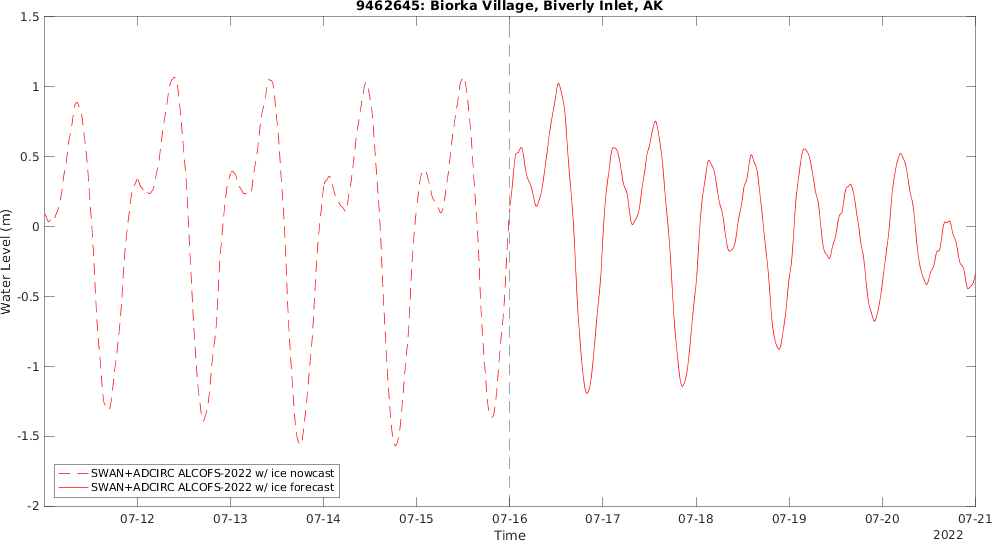 9462645: Biorka Village, Biverly Inlet, AK
1.5
1
0.5
0
-0.5
-1
-1.5
-2
Water Level (m)
SWAN+ADCIRC ALCOFS-2022 w/ ice nowcast
SWAN+ADCIRC ALCOFS-2022 w/ ice forecast
07-12 07-13 07-14 07-15 07-16 07-17 07-18 07-19 07-20 07-21
Time
2022